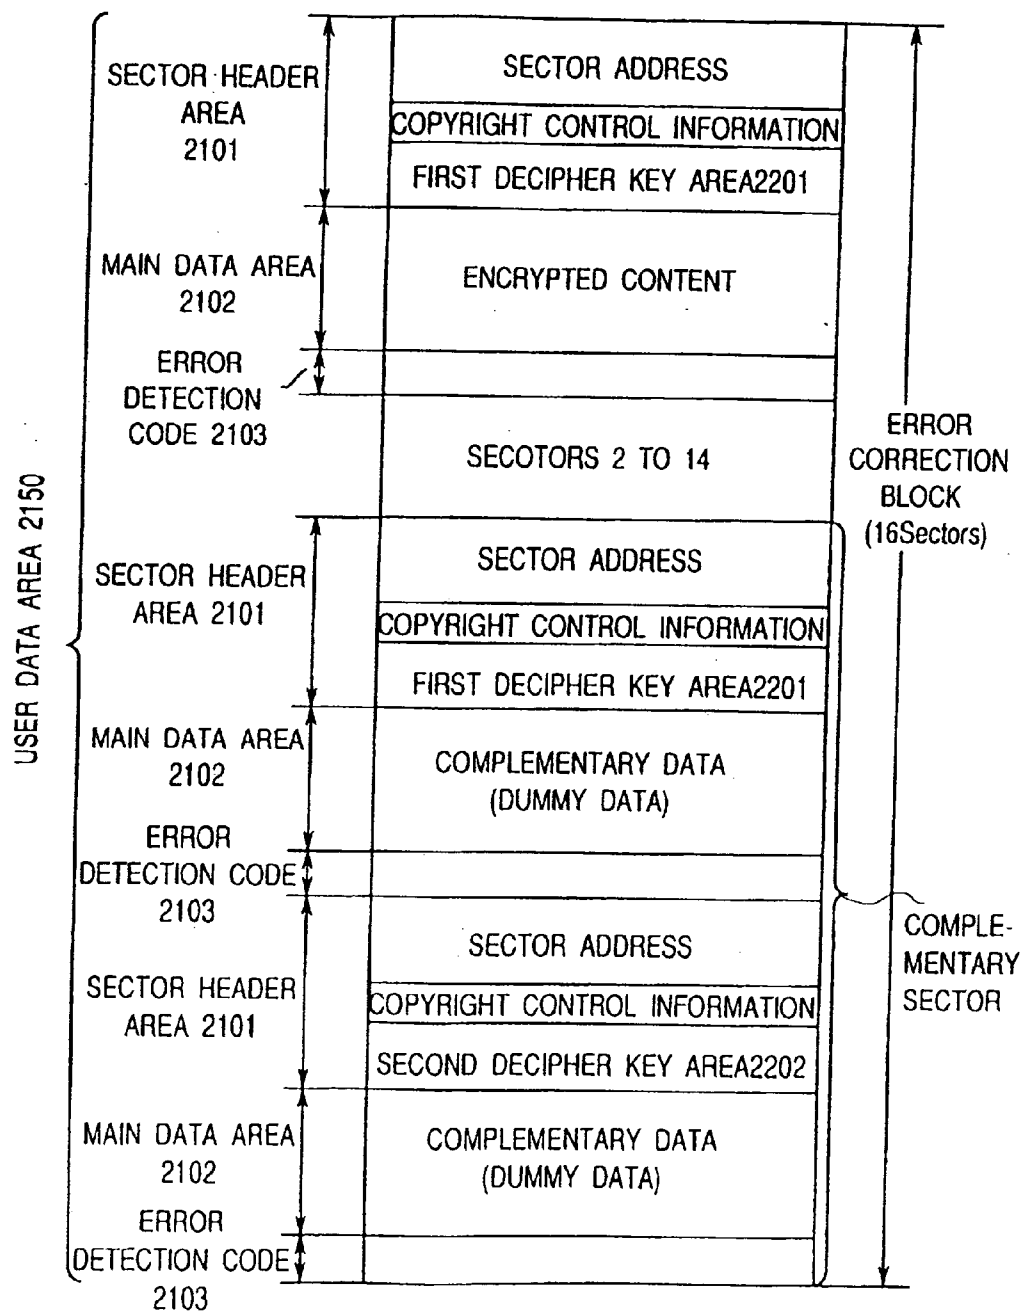 SECTOR HEADER
AREA
2101
SECTOR ADDRESS
COPYRIGHT CONTROL INFORMATION
FIRST DECIPHER KEY AREA2201
MAIN DATA AREA
2102
ENCRYPTED CONTENT
ERROR
DETECTION
CODE 2103
SECOTORS 2 TO 14
ERROR
CORRECTION
BLOCK
(16Sectors)
USER DATA AREA 2150
SECTOR HEADER
AREA 2101
SECTOR ADDRESS
COPYRIGHT CONTROL INFORMATION
FIRST DECIPHER KEY AREA2201
MAIN DATA AREA
2102
COMPLEMENTARY DATA
(DUMMY DATA)
ERROR
DETECTION CODE
2103
COMPLE-
MENTARY
SECTOR
SECTOR HEADER
AREA 2101
SECTOR ADDRESS
COPYRIGHT CONTROL INFORMATION
SECOND DECIPHER KEY AREA2202
MAIN DATA AREA
2102
COMPLEMENTARY DATA
(DUMMY DATA)
ERROR
DETECTION CODE
2103